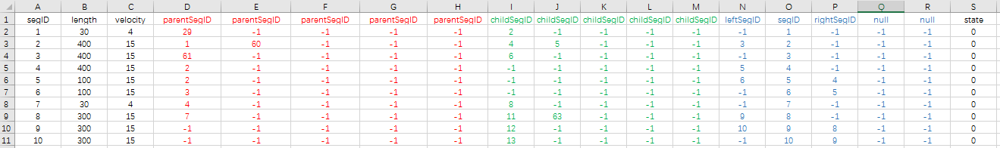 A B C D E F G H I J K L M N O P Q R S
1 segID length velocity parentSegID parentSegID parentSegID parentSegID parentSegID childSegID childSegID childSegID childSegID childSegID leftSegID segID rightSegID null null state
2 1 30 4 29 -1 -1 -1 -1 2 -1 -1 -1 -1 -1 1 -1 -1 -1 0
3 2 400 15 1 60 -1 -1 -1 4 5 -1 -1 -1 3 2 -1 -1 -1 0
4 3 400 15 61 -1 -1 -1 -1 6 -1 -1 -1 -1 -1 3 -1 -1 -1 0
5 4 400 15 2 -1 -1 -1 -1 -1 -1 -1 -1 -1 5 4 -1 -1 -1 0
6 5 100 15 2 -1 -1 -1 -1 -1 -1 -1 -1 -1 6 5 4 -1 -1 0
7 6 100 15 3 -1 -1 -1 -1 -1 -1 -1 -1 -1 -1 6 5 -1 -1 0
8 7 30 4 4 -1 -1 -1 -1 8 -1 -1 -1 -1 -1 7 -1 -1 -1 0
9 8 300 15 7 -1 -1 -1 -1 11 63 -1 -1 -1 9 8 -1 -1 -1 0
10 9 300 15 -1 -1 -1 -1 -1 12 -1 -1 -1 -1 10 9 8 -1 -1 0
11 10 300 15 -1 -1 -1 -1 -1 13 -1 -1 -1 -1 -1 10 9 -1 -1 0